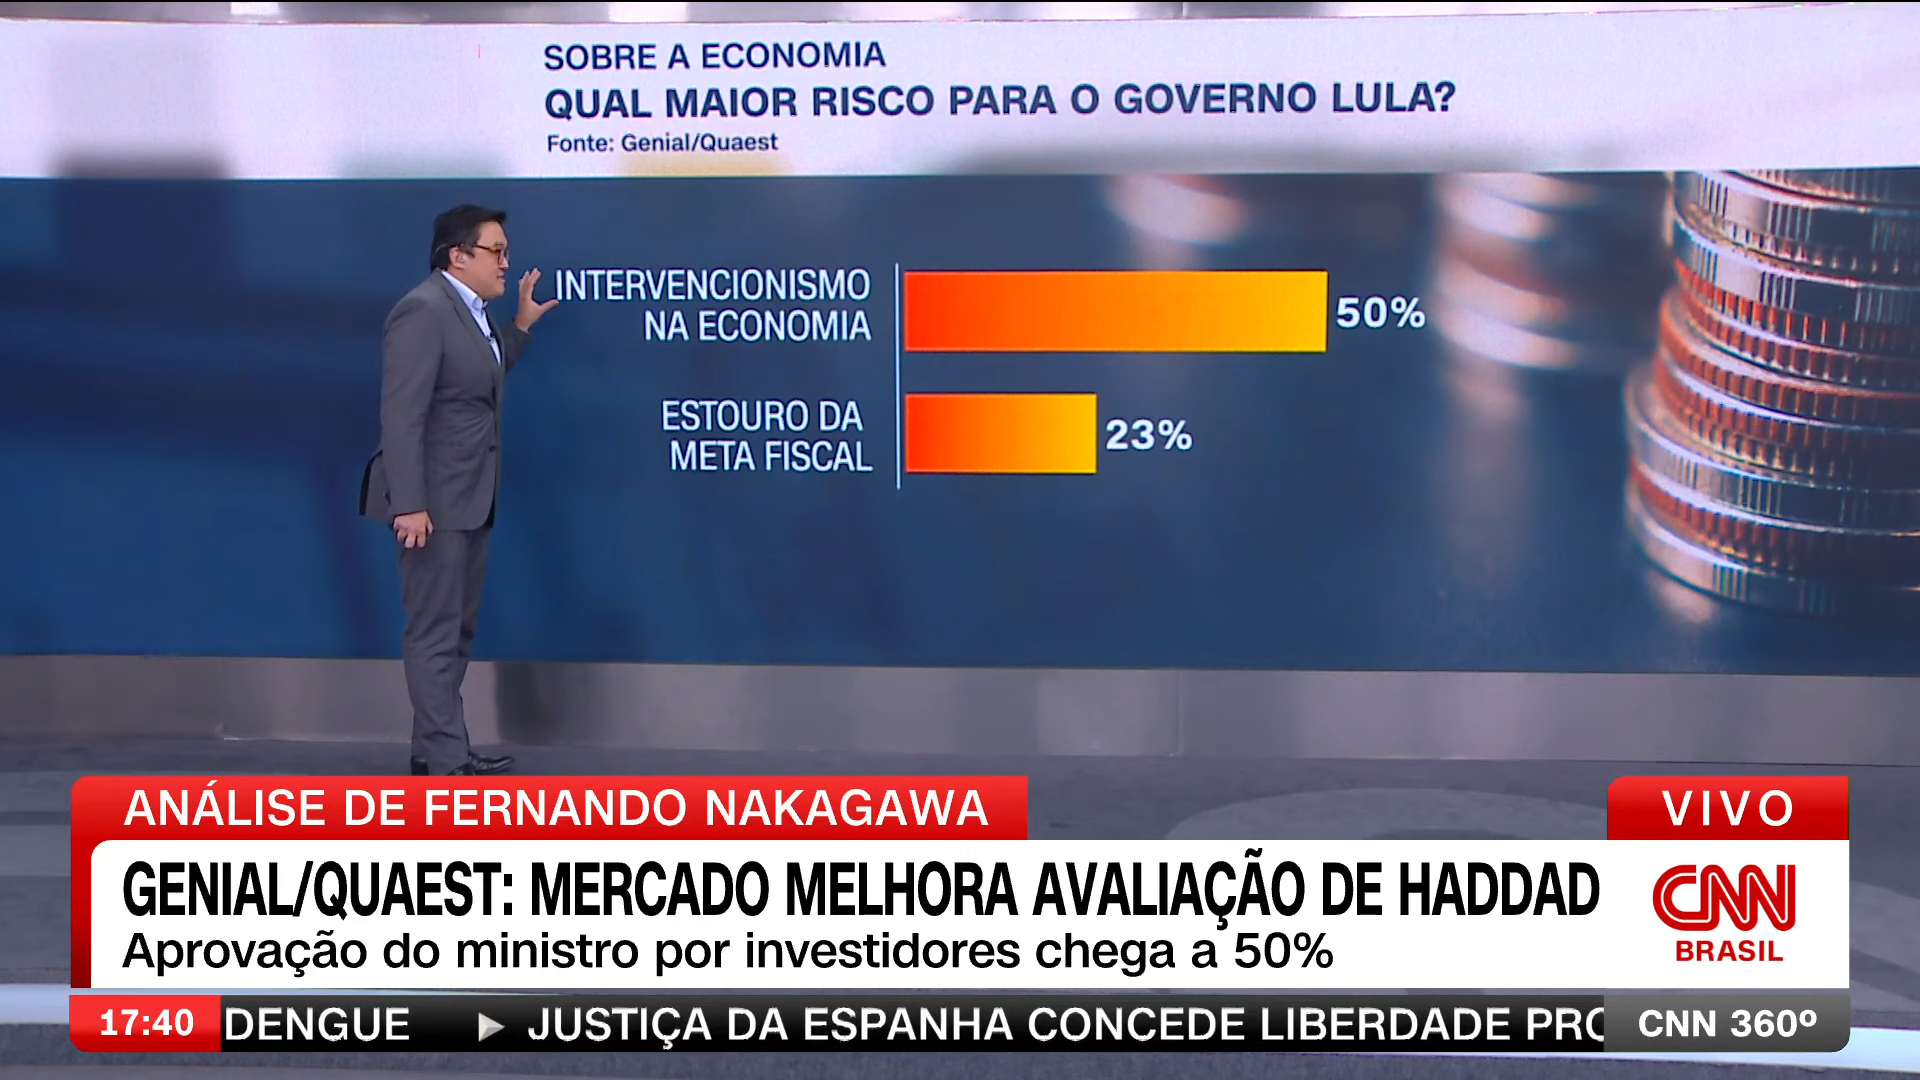 SOBRE A ECONOMIA
QUAL MAIOR RISCO PARA O GOVERNO LULA?
Fonte: Genial/Quaest
INTERVENCIONISMO
NA ECONOMIA
50%
ESTOURO DA
META FISCAL
23%
ANÁLISE DE FERNANDO NAKAGAWA
VIVO
GENIAL/QUAEST: MERCADO MELHORA AVALIAÇÃO DE HADDAD
Aprovação do ministro por investidores chega a 50%
CNN
BRASIL
17:40
DENGUE
JUSTIÇA DA ESPANHA CONCEDE LIBERDADE
CNN 360º